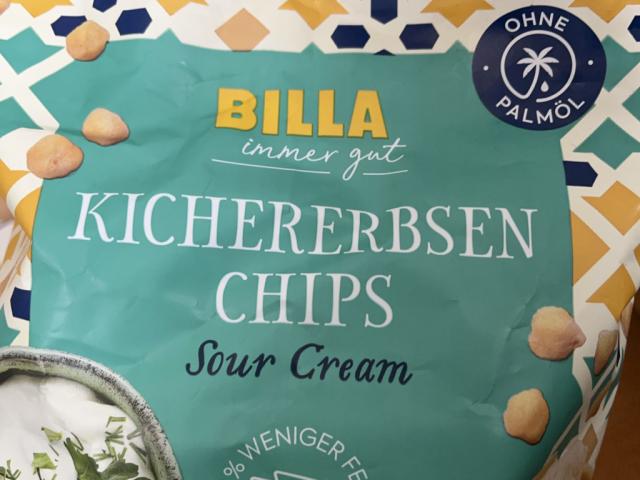 OHNE
PALMÖL
BILLA
immer gut
KICHERERBSEN
CHIPS
Sour Cream
% WENIGER